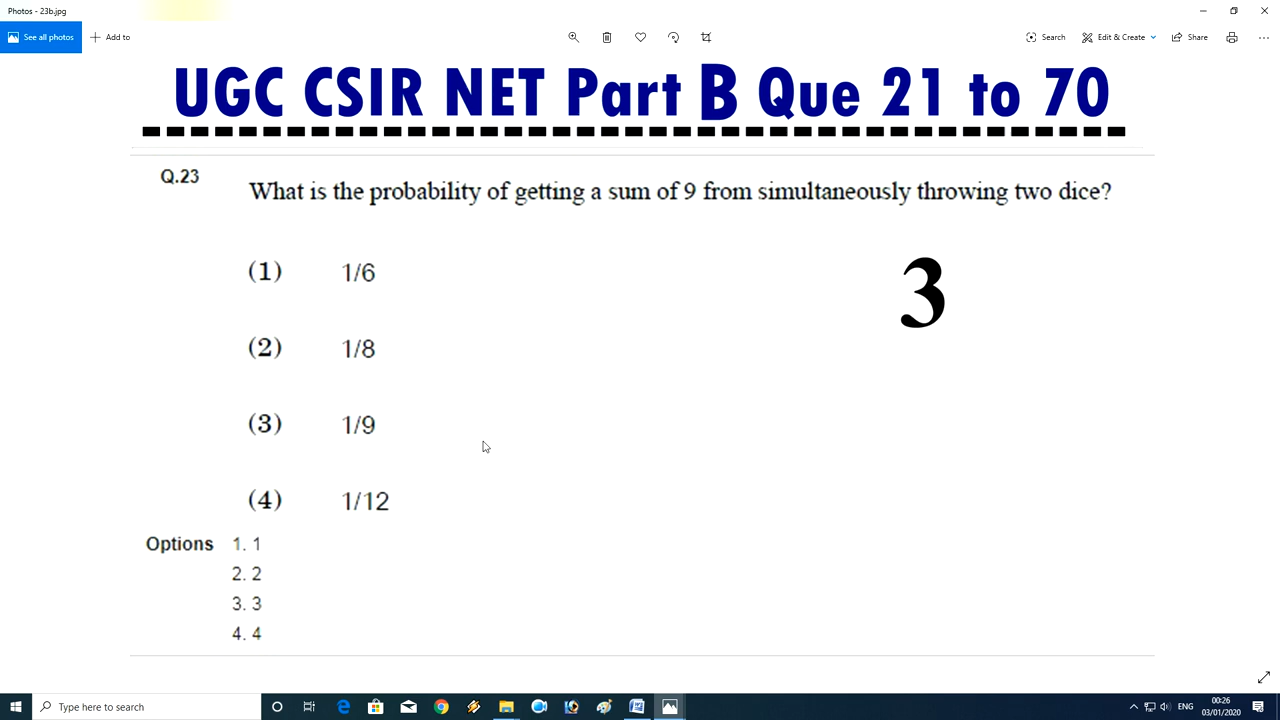 Photos - 23b.jpg
See all photos
Add to
Search
Edit & Create
Share
UGC CSIR NET Part B Que 21 to 70
Q.23
What is the probability of getting a sum of 9 from simultaneously throwing two dice?
3
(1) 1/6
(2) 1/8
(3) 1/9
(4) 1/12
Options 1. 1
2. 2
3. 3
4. 4
Type here to search
ENG
00:26
03/01/2020